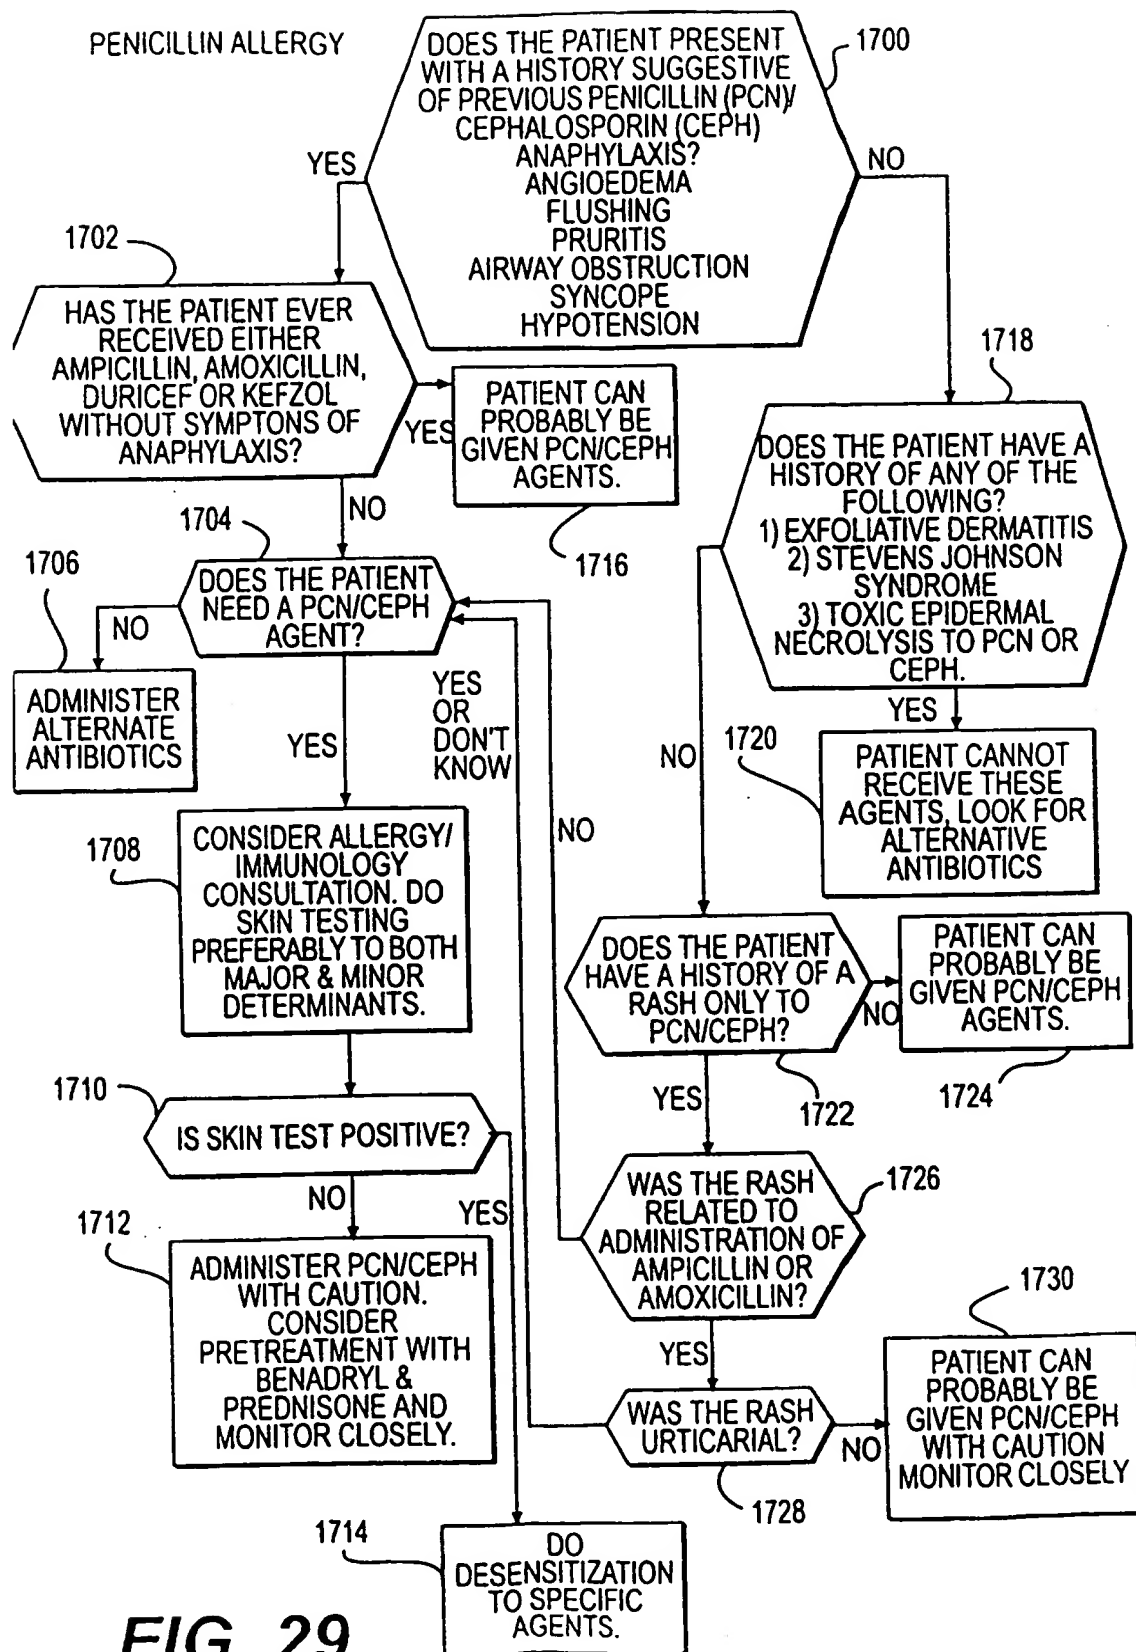 PENICILLIN ALLERGY
DOES THE PATIENT PRESENT
WITH A HISTORY SUGGESTIVE
OF PREVIOUS PENICILLIN (PCN)/
CEPHALOSPORIN (CEPH)
ANAPHYLAXIS?
ANGIOEDEMA
FLUSHING
PRURITIS
AIRWAY OBSTRUCTION
SYNCOPE
HYPOTENSION
1700
YES
NO
1702
HAS THE PATIENT EVER
RECEIVED EITHER
AMPICILLIN, AMOXICILLIN,
DURICEF OR KEFZOL
WITHOUT SYMPTONS OF
ANAPHYLAXIS?
YES
PATIENT CAN
PROBABLY BE
GIVEN PCN/CEPH
AGENTS.
1716
NO
1704
DOES THE PATIENT
NEED A PCN/CEPH
AGENT?
1706
NO
ADMINISTER
ALTERNATE
ANTIBIOTICS
YES
YES
OR
DON'T
KNOW
1708
CONSIDER ALLERGY/
IMMUNOLOGY
CONSULTATION. DO
SKIN TESTING
PREFERABLY TO BOTH
MAJOR & MINOR
DETERMINANTS.
1710
IS SKIN TEST POSITIVE?
NO
YES
1712
ADMINISTER PCN/CEPH
WITH CAUTION.
CONSIDER
PRETREATMENT WITH
BENADRYL &
PREDNISONE AND
MONITOR CLOSELY.
1714
DO
DESENSITIZATION
TO SPECIFIC
AGENTS.
1718
DOES THE PATIENT HAVE A
HISTORY OF ANY OF THE
FOLLOWING?
1) EXFOLIATIVE DERMATITIS
2) STEVENS JOHNSON
SYNDROME
3) TOXIC EPIDERMAL
NECROLYSIS TO PCN OR
CEPH.
YES
1720
PATIENT CANNOT
RECEIVE THESE
AGENTS, LOOK FOR
ALTERNATIVE
ANTIBIOTICS
NO
NO
DOES THE PATIENT
HAVE A HISTORY OF A
RASH ONLY TO
PCN/CEPH?
1722
NO
PATIENT CAN
PROBABLY BE
GIVEN PCN/CEPH
AGENTS.
1724
YES
WAS THE RASH
RELATED TO
ADMINISTRATION OF
AMPICILLIN OR
AMOXICILLIN?
1726
YES
WAS THE RASH
URTICARIAL?
1728
NO
1730
PATIENT CAN
PROBABLY BE
GIVEN PCN/CEPH
WITH CAUTION
MONITOR CLOSELY
FIG. 29